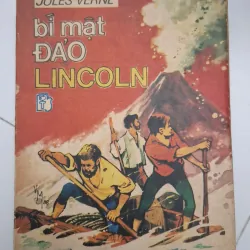 JULES VERNE
bí mật
ĐẢO
LINCOLN